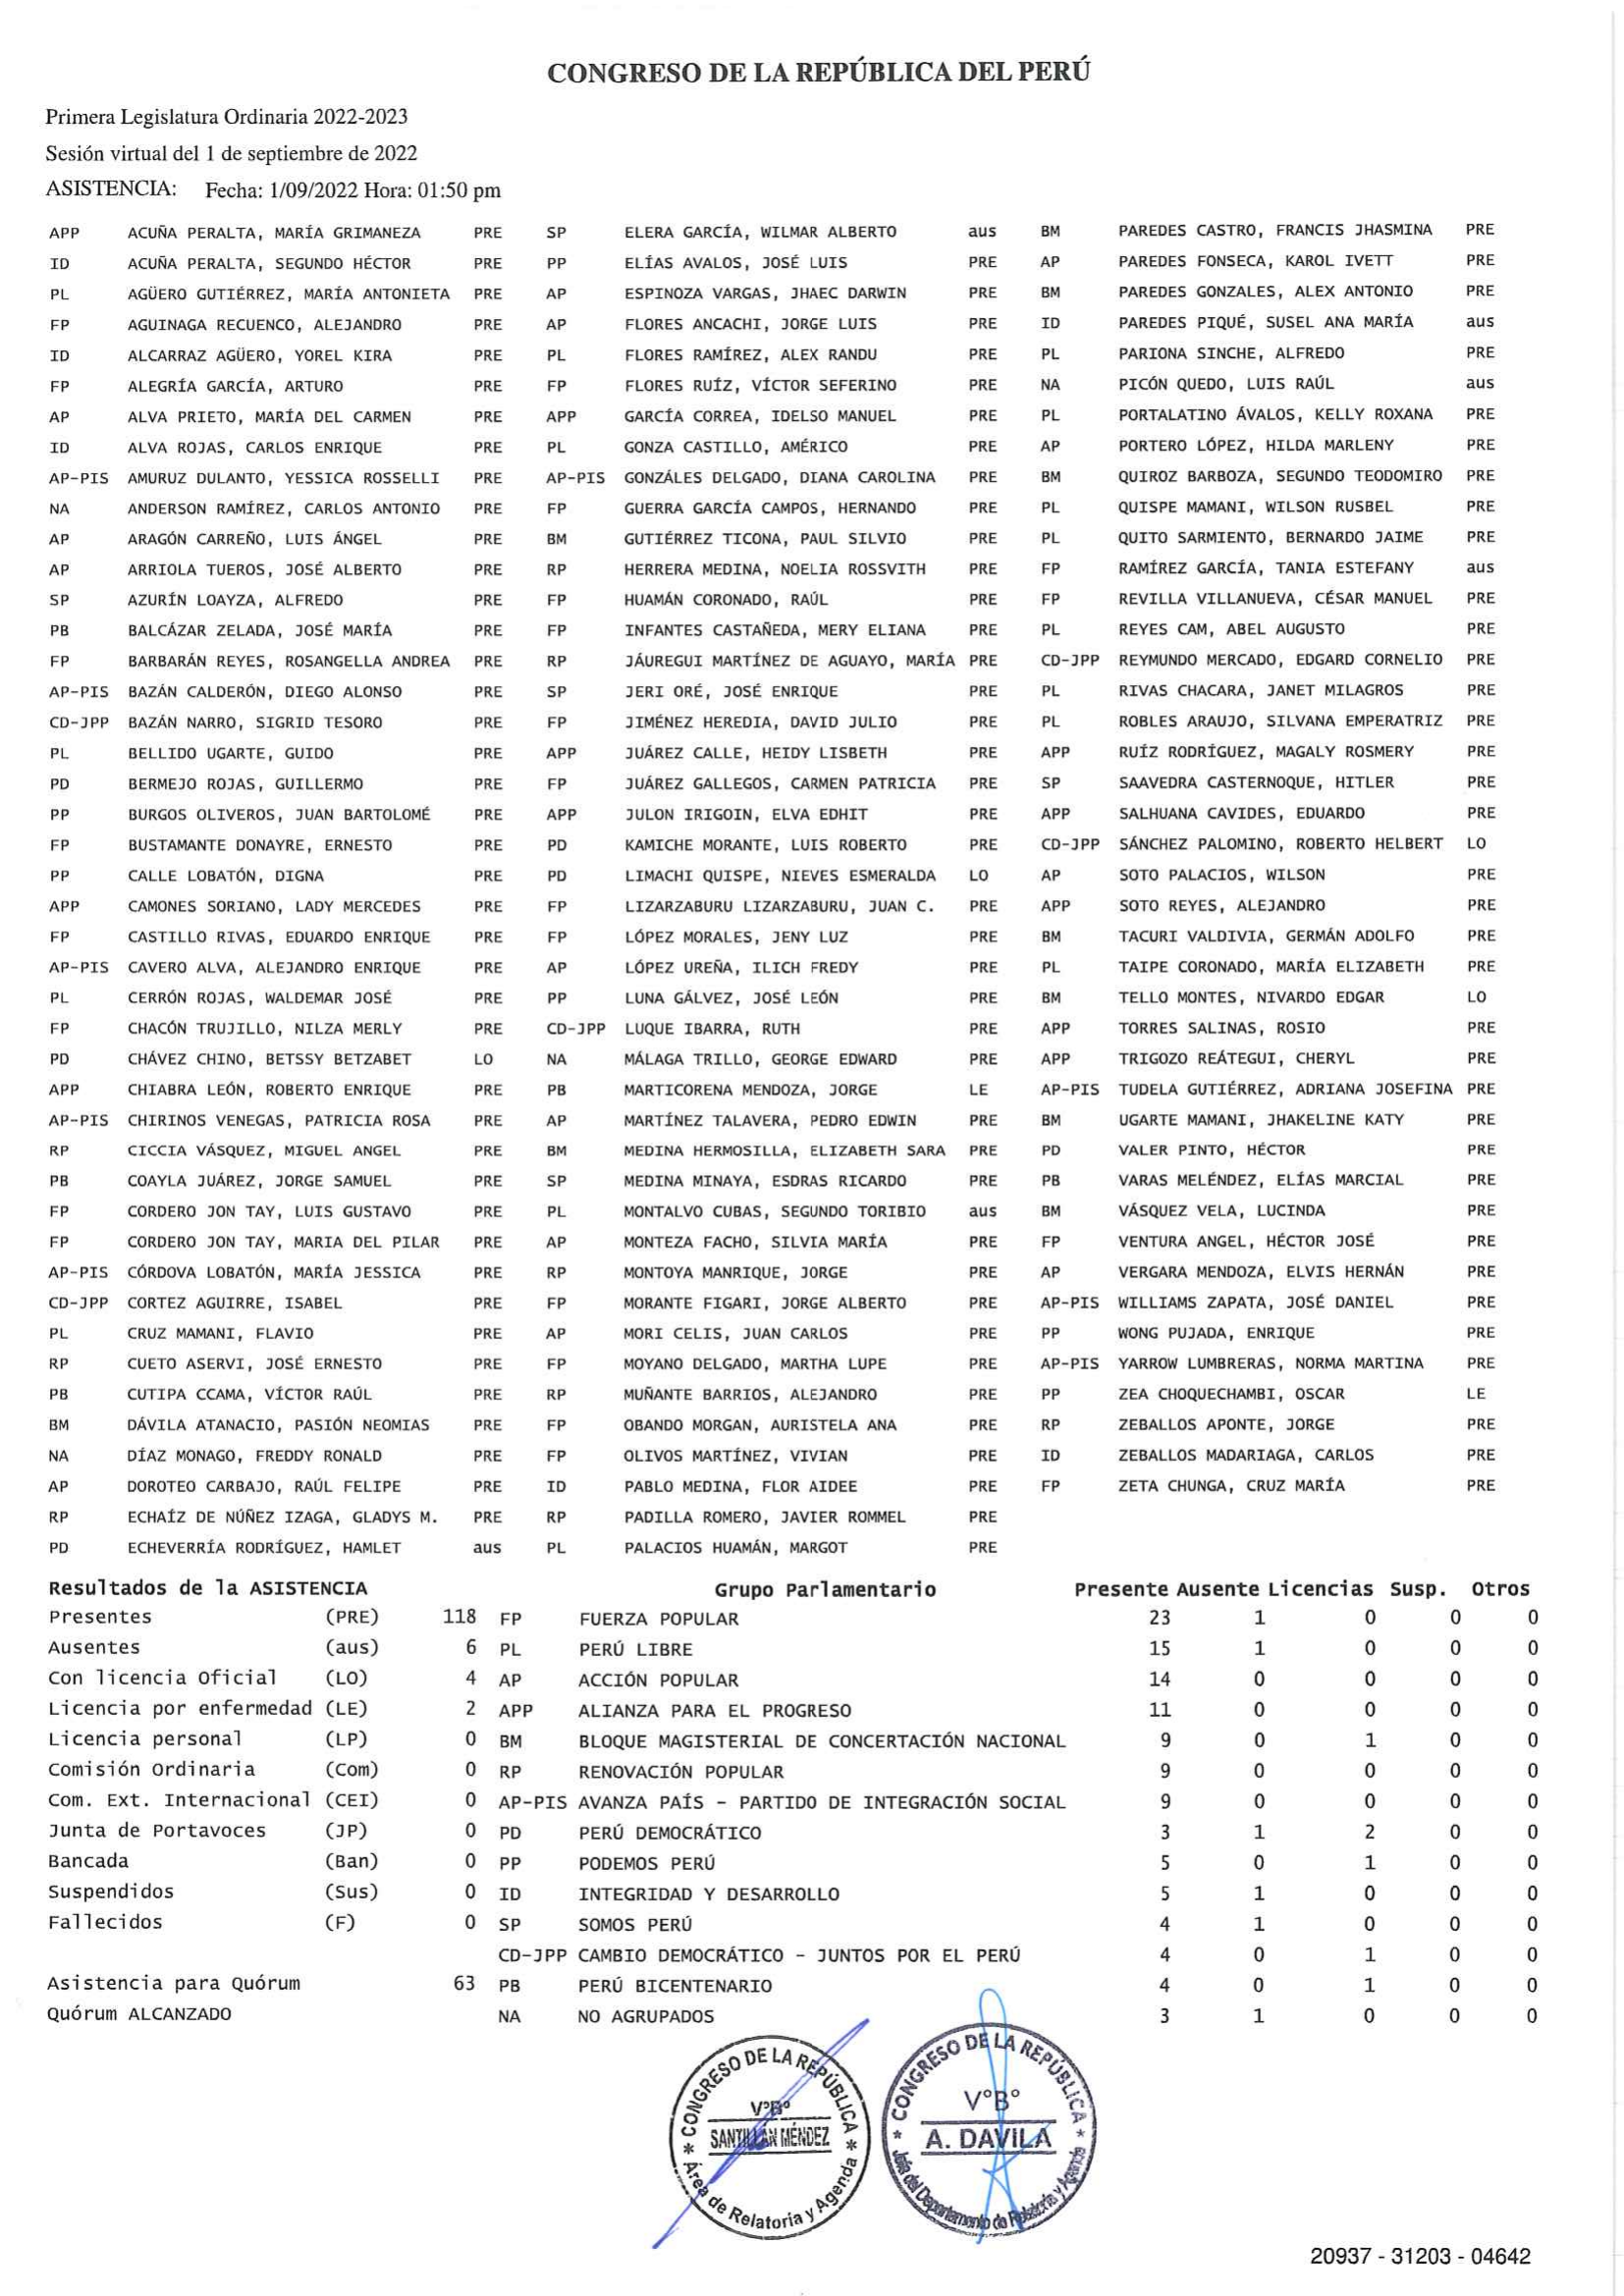 CONGRESO DE LA REPÚBLICA DEL PERÚ
Primera Legislatura Ordinaria 2022-2023
Sesión virtual del 1 de septiembre de 2022
ASISTENCIA: Fecha: 1/09/2022 Hora: 01:50 pm
APP ACUÑA PERALTA, MARÍA GRIMANEZA PRE SP ELERA GARCÍA, WILMAR ALBERTO aus BM PAREDES CASTRO, FRANCIS JHASMINA PRE
ID ACUÑA PERALTA, SEGUNDO HÉCTOR PRE PP ELÍAS AVALOS, JOSÉ LUIS PRE AP PAREDES FONSECA, KAROL IVETT PRE
PL AGÜERO GUTIÉRREZ, MARÍA ANTONIETA PRE AP ESPINOZA VARGAS, JHAEC DARWIN PRE BM PAREDES GONZALES, ALEX ANTONIO PRE
FP AGUINAGA RECUENCO, ALEJANDRO PRE AP FLORES ANCACHI, JORGE LUIS PRE ID PAREDES PIQUÉ, SUSEL ANA MARÍA aus
ID ALCARRAZ AGÜERO, YOREL KIRA PRE PL FLORES RAMÍREZ, ALEX RANDU PRE PL PARIONA SINCHE, ALFREDO PRE
FP ALEGRÍA GARCÍA, ARTURO PRE FP FLORES RUÍZ, VÍCTOR SEFERINO PRE NA PICÓN QUEDO, LUIS RAÚL aus
AP ALVA PRIETO, MARÍA DEL CARMEN PRE APP GARCÍA CORREA, IDELSO MANUEL PRE PL PORTALATINO ÁVALOS, KELLY ROXANA PRE
ID ALVA ROJAS, CARLOS ENRIQUE PRE PL GONZA CASTILLO, AMÉRICO PRE AP PORTERO LÓPEZ, HILDA MARLENY PRE
AP-PIS AMURUZ DULANTO, YESSICA ROSSELLI PRE AP-PIS GONZÁLES DELGADO, DIANA CAROLINA PRE BM QUIROZ BARBOZA, SEGUNDO TEODOMIRO PRE
NA ANDERSON RAMÍREZ, CARLOS ANTONIO PRE FP GUERRA GARCÍA CAMPOS, HERNANDO PRE PL QUISPE MAMANI, WILSON RUSBEL PRE
AP ARAGÓN CARREÑO, LUIS ÁNGEL PRE BM GUTIÉRREZ TICONA, PAUL SILVIO PRE PL QUITO SARMIENTO, BERNARDO JAIME PRE
AP ARRIOLA TUEROS, JOSÉ ALBERTO PRE RP HERRERA MEDINA, NOELIA ROSSVITH PRE FP RAMÍREZ GARCÍA, TANIA ESTEFANY aus
SP AZURÍN LOAYZA, ALFREDO PRE FP HUAMÁN CORONADO, RAÚL PRE FP REVILLA VILLANUEVA, CÉSAR MANUEL PRE
PB BALCÁZAR ZELADA, JOSÉ MARÍA PRE FP INFANTES CASTAÑEDA, MERY ELIANA PRE PL REYES CAM, ABEL AUGUSTO PRE
FP BARBARÁN REYES, ROSANGELLA ANDREA PRE RP JÁUREGUI MARTÍNEZ DE AGUAYO, MARÍA PRE CD-JPP REYMUNDO MERCADO, EDGARD CORNELIO PRE
AP-PIS BAZÁN CALDERÓN, DIEGO ALONSO PRE SP JERI ORÉ, JOSÉ ENRIQUE PRE PL RIVAS CHACARA, JANET MILAGROS PRE
CD-JPP BAZÁN NARRO, SIGRID TESORO PRE FP JIMÉNEZ HEREDIA, DAVID JULIO PRE PL ROBLES ARAUJO, SILVANA EMPERATRIZ PRE
PL BELLIDO UGARTE, GUIDO PRE APP JUÁREZ CALLE, HEIDY LISBETH PRE APP RUÍZ RODRÍGUEZ, MAGALY ROSMERY PRE
PD BERMEJO ROJAS, GUILLERMO PRE FP JUÁREZ GALLEGOS, CARMEN PATRICIA PRE SP SAAVEDRA CASTERNOQUE, HITLER PRE
PP BURGOS OLIVEROS, JUAN BARTOLOMÉ PRE APP JULON IRIGOIN, ELVA EDHIT PRE APP SALHUANA CAVIDES, EDUARDO PRE
FP BUSTAMANTE DONAYRE, ERNESTO PRE PD KAMICHE MORANTE, LUIS ROBERTO PRE CD-JPP SÁNCHEZ PALOMINO, ROBERTO HELBERT LO
PP CALLE LOBATÓN, DIGNA PRE PD LIMACHI QUISPE, NIEVES ESMERALDA LO AP SOTO PALACIOS, WILSON PRE
APP CAMONES SORIANO, LADY MERCEDES PRE FP LIZARZABURU LIZARZABURU, JUAN C. PRE APP SOTO REYES, ALEJANDRO PRE
FP CASTILLO RIVAS, EDUARDO ENRIQUE PRE FP LÓPEZ MORALES, JENY LUZ PRE BM TACURI VALDIVIA, GERMÁN ADOLFO PRE
AP-PIS CAVERO ALVA, ALEJANDRO ENRIQUE PRE AP LÓPEZ UREÑA, ILICH FREDY PRE PL TAIPE CORONADO, MARÍA ELIZABETH PRE
PL CERRÓN ROJAS, WALDEMAR JOSÉ PRE PP LUNA GÁLVEZ, JOSÉ LEÓN PRE BM TELLO MONTES, NIVARDO EDGAR LO
FP CHACÓN TRUJILLO, NILZA MERLY PRE CD-JPP LUQUE IBARRA, RUTH PRE APP TORRES SALINAS, ROSIO PRE
PD CHÁVEZ CHINO, BETSSY BETZABET LO NA MÁLAGA TRILLO, GEORGE EDWARD PRE APP TRIGOZO REÁTEGUI, CHERYL PRE
APP CHIABRA LEÓN, ROBERTO ENRIQUE PRE PB MARTICORENA MENDOZA, JORGE LE AP-PIS TUDELA GUTIÉRREZ, ADRIANA JOSEFINA PRE
AP-PIS CHIRINOS VENEGAS, PATRICIA ROSA PRE AP MARTÍNEZ TALAVERA, PEDRO EDWIN PRE BM UGARTE MAMANI, JHAKELINE KATY PRE
RP CICCIA VÁSQUEZ, MIGUEL ANGEL PRE BM MEDINA HERMOSILLA, ELIZABETH SARA PRE PD VALER PINTO, HÉCTOR PRE
PB COAYLA JUÁREZ, JORGE SAMUEL PRE SP MEDINA MINAYA, ESDRAS RICARDO PRE PB VARAS MELÉNDEZ, ELÍAS MARCIAL PRE
FP CORDERO JON TAY, LUIS GUSTAVO PRE PL MONTALVO CUBAS, SEGUNDO TORIBIO aus BM VÁSQUEZ VELA, LUCINDA PRE
FP CORDERO JON TAY, MARIA DEL PILAR PRE AP MONTEZA FACHO, SILVIA MARÍA PRE FP VENTURA ANGEL, HÉCTOR JOSÉ PRE
AP-PIS CÓRDOVA LOBATÓN, MARÍA JESSICA PRE RP MONTOYA MANRIQUE, JORGE PRE AP VERGARA MENDOZA, ELVIS HERNÁN PRE
CD-JPP CORTEZ AGUIRRE, ISABEL PRE FP MORANTE FIGARI, JORGE ALBERTO PRE AP-PIS WILLIAMS ZAPATA, JOSÉ DANIEL PRE
PL CRUZ MAMANI, FLAVIO PRE AP MORI CELIS, JUAN CARLOS PRE PP WONG PUJADA, ENRIQUE PRE
RP CUETO ASERVI, JOSÉ ERNESTO PRE FP MOYANO DELGADO, MARTHA LUPE PRE AP-PIS YARROW LUMBRERAS, NORMA MARTINA PRE
PB CUTIPA CCAMA, VÍCTOR RAÚL PRE RP MUÑANTE BARRIOS, ALEJANDRO PRE PP ZEA CHOQUECHAMBI, OSCAR LE
BM DÁVILA ATANACIO, PASIÓN NEOMIAS PRE FP OBANDO MORGAN, AURISTELA ANA PRE RP ZEBALLOS APONTE, JORGE PRE
NA DÍAZ MONAGO, FREDDY RONALD PRE FP OLIVOS MARTÍNEZ, VIVIAN PRE ID ZEBALLOS MADARIAGA, CARLOS PRE
AP DOROTEO CARBAJO, RAÚL FELIPE PRE ID PABLO MEDINA, FLOR AIDEE PRE FP ZETA CHUNGA, CRUZ MARÍA PRE
RP ECHAÍZ DE NÚÑEZ IZAGA, GLADYS M. PRE RP PADILLA ROMERO, JAVIER ROMMEL PRE
PD ECHEVERRÍA RODRÍGUEZ, HAMLET aus PL PALACIOS HUAMÁN, MARGOT PRE
Resultados de la ASISTENCIA Grupo Parlamentario Presente Ausente Licencias Susp. Otros
Presentes (PRE) 118 FP FUERZA POPULAR 23 1 0 0 0
Ausentes (aus) 6 PL PERÚ LIBRE 15 1 0 0 0
Con licencia Oficial (LO) 4 AP ACCIÓN POPULAR 14 0 0 0 0
Licencia por enfermedad (LE) 2 APP ALIANZA PARA EL PROGRESO 11 0 0 0 0
Licencia personal (LP) 0 BM BLOQUE MAGISTERIAL DE CONCERTACIÓN NACIONAL 9 0 1 0 0
Comisión Ordinaria (Com) 0 RP RENOVACIÓN POPULAR 9 0 0 0 0
Com. Ext. Internacional (CEI) 0 AP-PIS AVANZA PAÍS - PARTIDO DE INTEGRACIÓN SOCIAL 9 0 0 0 0
Junta de Portavoces (JP) 0 PD PERÚ DEMOCRÁTICO 3 1 2 0 0
Bancada (Ban) 0 PP PODEMOS PERÚ 5 0 1 0 0
Suspendidos (Sus) 0 ID INTEGRIDAD Y DESARROLLO 5 1 0 0 0
Fallecidos (F) 0 SP SOMOS PERÚ 4 1 0 0 0
CD-JPP CAMBIO DEMOCRÁTICO - JUNTOS POR EL PERÚ 4 0 1 0 0
Asistencia para Quórum 63 PB PERÚ BICENTENARIO 4 0 1 0 0
Quórum ALCANZADO NA NO AGRUPADOS 3 1 0 0 0
CONGRESO DE LA REPÚBLICA
V°B°
SANTILLÁN MÉNDEZ
Área de Relatoria y Agenda
CONGRESO DE LA REPÚBLICA
V°B°
A. DAVILA
Jefa del Departamento de Relatoría y Agenda
20937 - 31203 - 04642